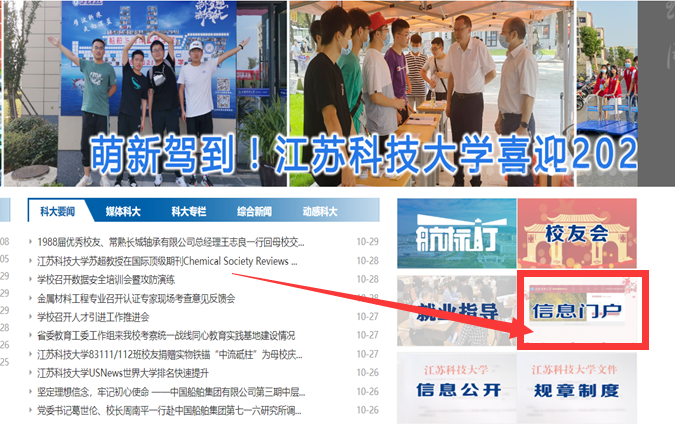 萌新驾到！江苏科技大学喜迎202
科大要闻 媒体科大 科大专栏 综合新闻 动感科大
08
05
29
29
29
27
25
1988届优秀校友、常熟长城轴承有限公司总经理王志良一行回母校交... 10-29
江苏科技大学苏超教授在国际顶级期刊Chemical Society Reviews ... 10-28
学校召开数据安全培训会暨攻防演练 10-28
金属材料工程专业召开认证专家现场考查意见反馈会 10-28
学校召开人才引进工作推进会 10-27
省委教育工委工作组来我校考察统一战线同心教育实践基地建设情况 10-27
江苏科技大学83111/112班校友捐赠实物铁锚“中流砥柱”为母校庆... 10-27
江苏科技大学USNews世界大学排名快速提升 10-27
坚定理想信念，牢记初心使命 ——中国船舶集团有限公司第三期中层... 10-26
党委书记葛世伦、校长周南平一行赴中国船舶集团第七一六研究所调... 10-26
航标灯
校友会
就业指导
信息门户
江苏科技大学
信息公开
江苏科技大学文件
规章制度